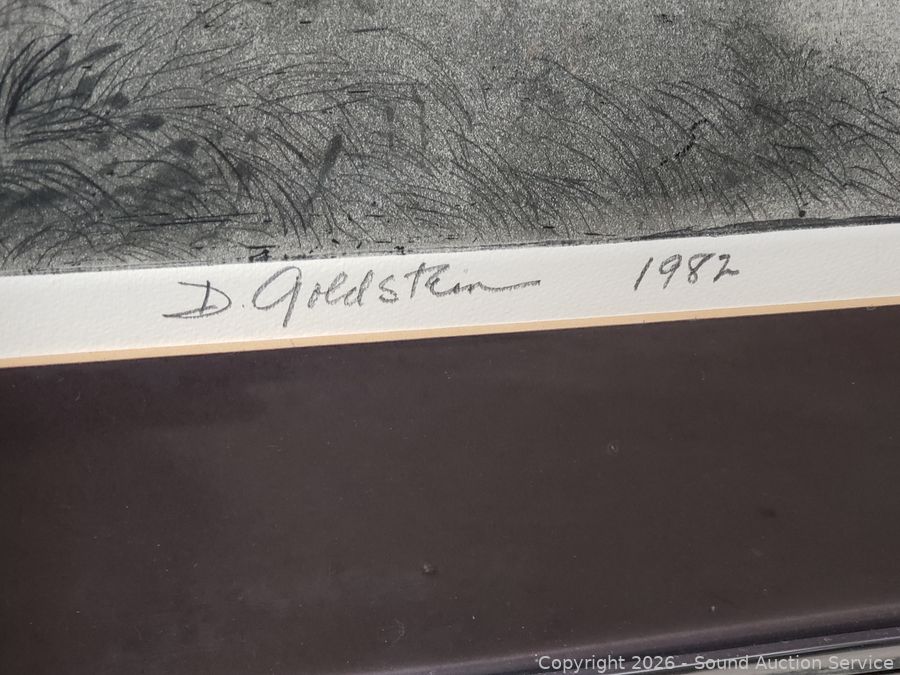 D. Goldstein 1982
Copyright 2026 - Sound Auction Service